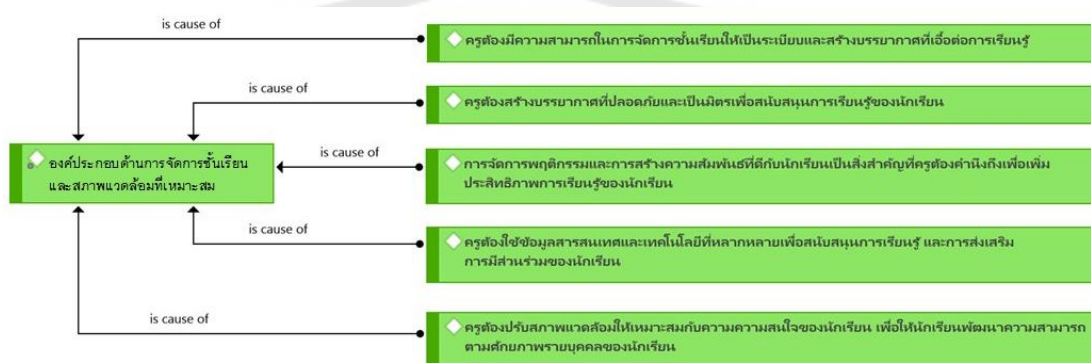 is cause of
ครูต้องมีความสามารถในการจัดการชั้นเรียนให้เป็นระเบียบและสร้างบรรยากาศที่เอื้อต่อการเรียนรู้
is cause of
ครูต้องสร้างบรรยากาศที่ปลอดภัยและเป็นมิตรเพื่อสนับสนุนการเรียนรู้ของนักเรียน
องค์ประกอบด้านการจัดการชั้นเรียน
และสภาพแวดล้อมที่เหมาะสม
is cause of
การจัดการพฤติกรรมและการสร้างความสัมพันธ์ที่ดีกับนักเรียนเป็นสิ่งสำคัญที่ครูต้องคำนึงถึงเพื่อเพิ่ม
ประสิทธิภาพการเรียนรู้ของนักเรียน
is cause of
ครูต้องใช้ข้อมูลสารสนเทศและเทคโนโลยีที่หลากหลายเพื่อสนับสนุนการเรียนรู้ และการส่งเสริม
การมีส่วนร่วมของนักเรียน
is cause of
ครูต้องปรับสภาพแวดล้อมให้เหมาะสมกับความความสนใจของนักเรียน เพื่อให้นักเรียนพัฒนาความสามารถ
ตามศักยภาพรายบุคคลของนักเรียน